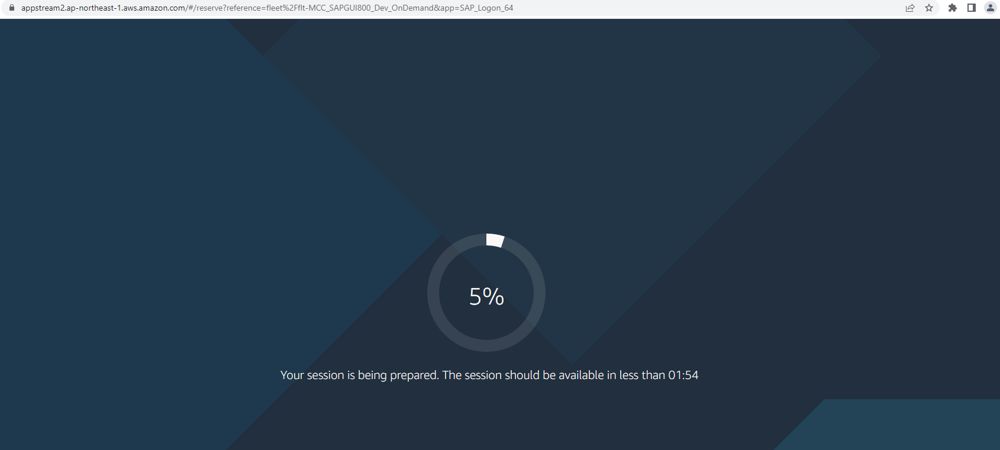 appstream2.ap-northeast-1.aws.amazon.com/#/reserve?reference=fleet%2Fflt-MCC_SAPGUI800_Dev_OnDemand&app=SAP_Logon_64
5%
Your session is being prepared. The session should be available in less than 01:54